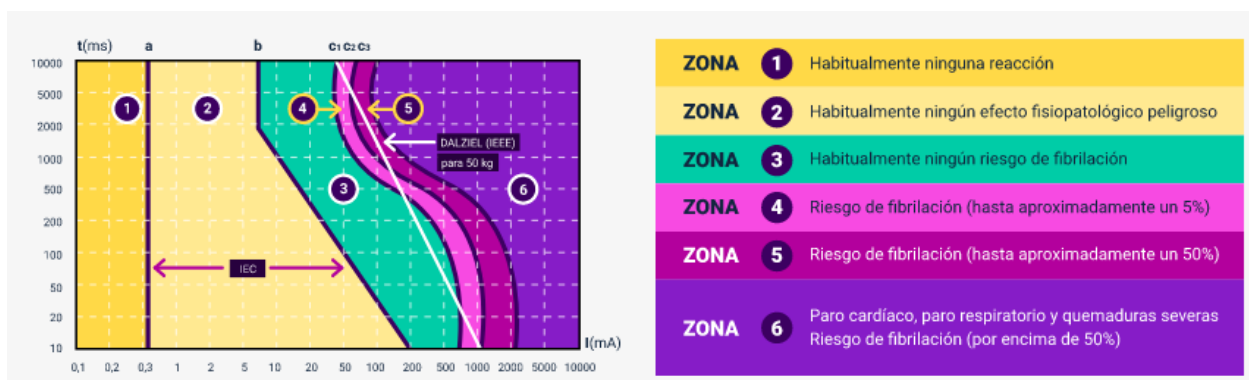 t(ms) a b c₁ c₂ c₃
10000
5000
2000
1000
500
200
100
50
20
10
1
2
4
5
3
6
DALZIEL (IEEE)
para 50 kg
IEC
I(mA)
0,1 0,2 0,3 1 2 5 10 20 50 100 200 500 1000 2000 5000 10000
ZONA 1 Habitualmente ninguna reacción
ZONA 2 Habitualmente ningún efecto fisiopatológico peligroso
ZONA 3 Habitualmente ningún riesgo de fibrilación
ZONA 4 Riesgo de fibrilación (hasta aproximadamente un 5%)
ZONA 5 Riesgo de fibrilación (hasta aproximadamente un 50%)
ZONA 6 Paro cardíaco, paro respiratorio y quemaduras severas
Riesgo de fibrilación (por encima de 50%)